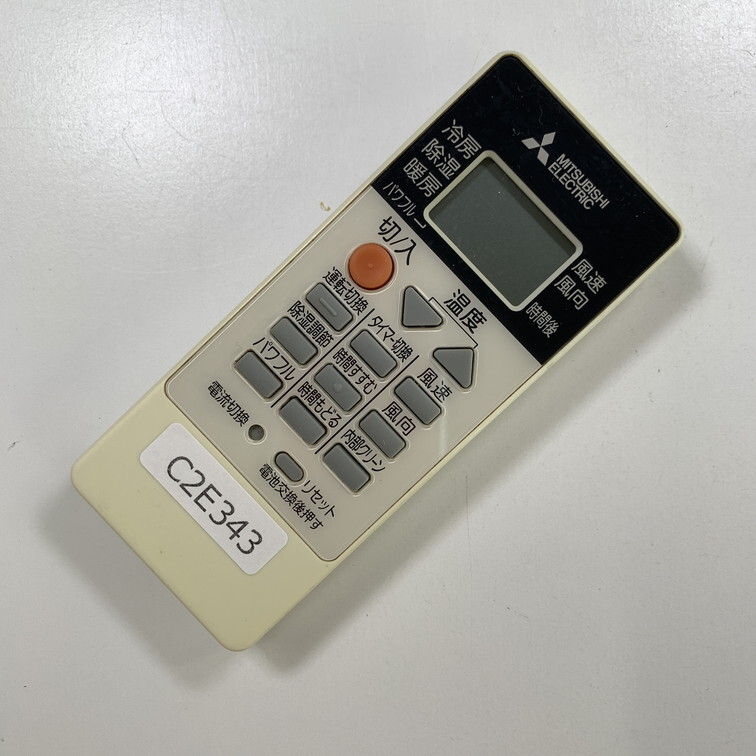 MITSUBISHI
ELECTRIC
冷房
除湿
暖房
パワフル
風速
風向
時間後
切/入
温度
運転切換
タイマー切換
風速
除湿調節
時間すすむ
風向
パワフル
時間もどる
内部クリーン
電流切換
リセット
電池交換後押す
C2E343